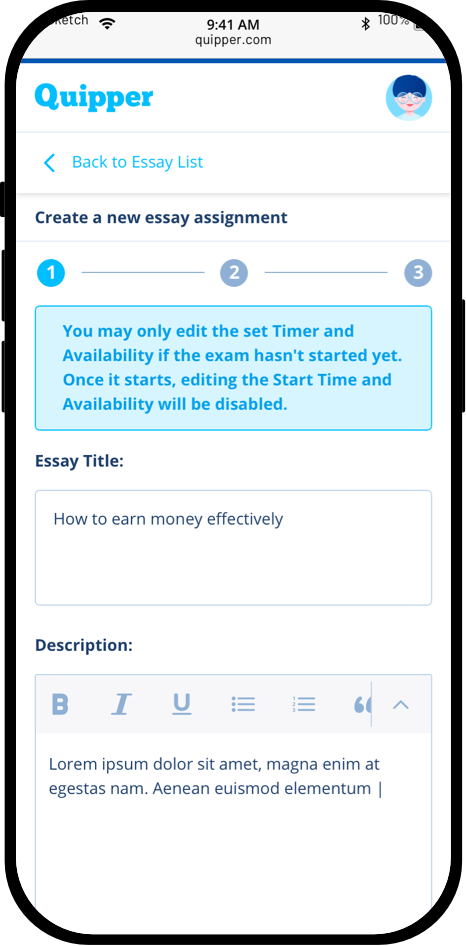 9:41 AM
100%
quipper.com
Quipper
Back to Essay List
Create a new essay assignment
1 2 3
You may only edit the set Timer and
Availability if the exam hasn't started yet.
Once it starts, editing the Start Time and
Availability will be disabled.
Essay Title:
How to earn money effectively
Description:
B I U
Lorem ipsum dolor sit amet, magna enim at
egestas nam. Aenean euismod elementum |